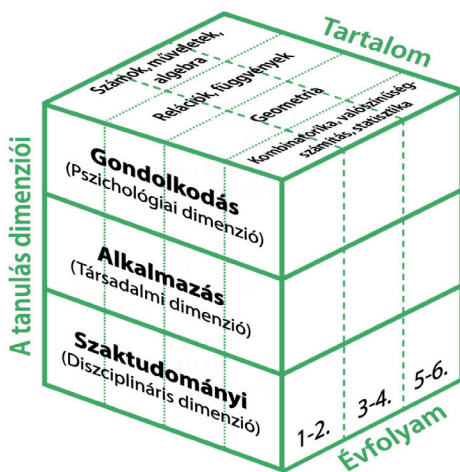 Tartalom
Számok, műveletek,
algebra
Relációk, függvények
Geometria
Kombinatorika, valószínűség-
számítás, statisztika
A tanulás dimenziói
Gondolkodás
(Pszichológiai dimenzió)
Alkalmazás
(Társadalmi dimenzió)
Szaktudományi
(Diszciplináris dimenzió)
1-2.
3-4.
5-6.
Évfolyam